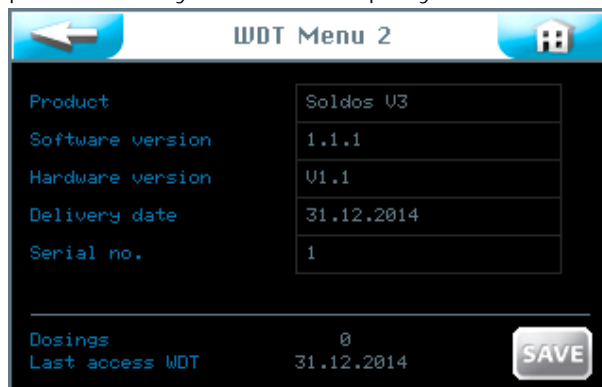 WDT Menu 2
Product Soldos V3
Software version 1.1.1
Hardware version V1.1
Delivery date 31.12.2014
Serial no. 1
Dosings 0
Last access WDT 31.12.2014
SAVE